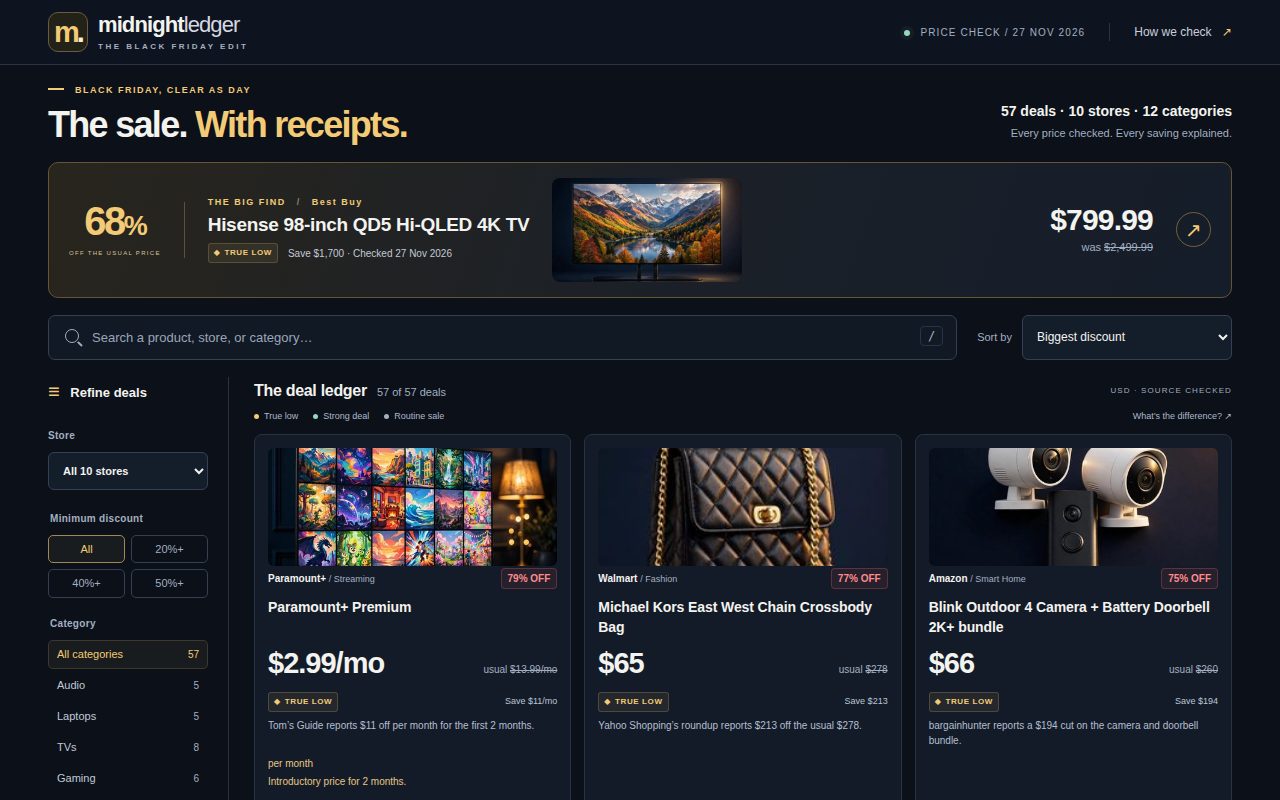 m.
midnightledger
THE BLACK FRIDAY EDIT
PRICE CHECK / 27 NOV 2026
How we check ↗
BLACK FRIDAY, CLEAR AS DAY
The sale. With receipts.
57 deals · 10 stores · 12 categories
Every price checked. Every saving explained.
68%
OFF THE USUAL PRICE
THE BIG FIND / Best Buy
Hisense 98-inch QD5 Hi-QLED 4K TV
◆ TRUE LOW Save $1,700 · Checked 27 Nov 2026
$799.99
was $2,499.99
↗
Search a product, store, or category…
/
Sort by
Biggest discount
Refine deals
Store
All 10 stores
Minimum discount
All
20%+
40%+
50%+
Category
All categories 57
Audio 5
Laptops 5
TVs 8
Gaming 6
The deal ledger 57 of 57 deals
USD · SOURCE CHECKED
True low Strong deal Routine sale
What's the difference? ↗
Paramount+ / Streaming
79% OFF
Paramount+ Premium
$2.99/mo
usual $13.99/mo
◆ TRUE LOW
Save $11/mo
Tom's Guide reports $11 off per month for the first 2 months.
per month
Introductory price for 2 months.
Walmart / Fashion
77% OFF
Michael Kors East West Chain Crossbody
Bag
$65
usual $278
◆ TRUE LOW
Save $213
Yahoo Shopping's roundup reports $213 off the usual $278.
Amazon / Smart Home
75% OFF
Blink Outdoor 4 Camera + Battery Doorbell
2K+ bundle
$66
usual $260
◆ TRUE LOW
Save $194
bargainhunter reports a $194 cut on the camera and doorbell
bundle.